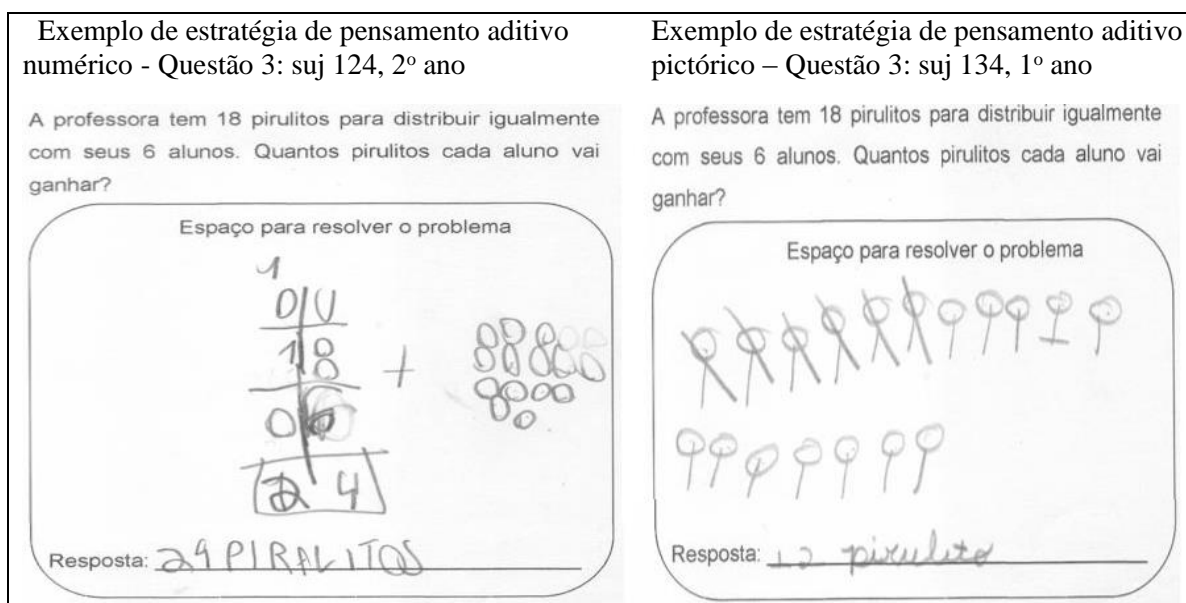 Exemplo de estratégia de pensamento aditivo
numérico - Questão 3: suj 124, 2º ano
A professora tem 18 pirulitos para distribuir igualmente
com seus 6 alunos. Quantos pirulitos cada aluno vai
ganhar?
Espaço para resolver o problema
1
D U
18
+
06
24
Resposta: 24 PIRALITOS
Exemplo de estratégia de pensamento aditivo
pictórico – Questão 3: suj 134, 1º ano
A professora tem 18 pirulitos para distribuir igualmente
com seus 6 alunos. Quantos pirulitos cada aluno vai
ganhar?
Espaço para resolver o problema
Resposta: 12 pirulito